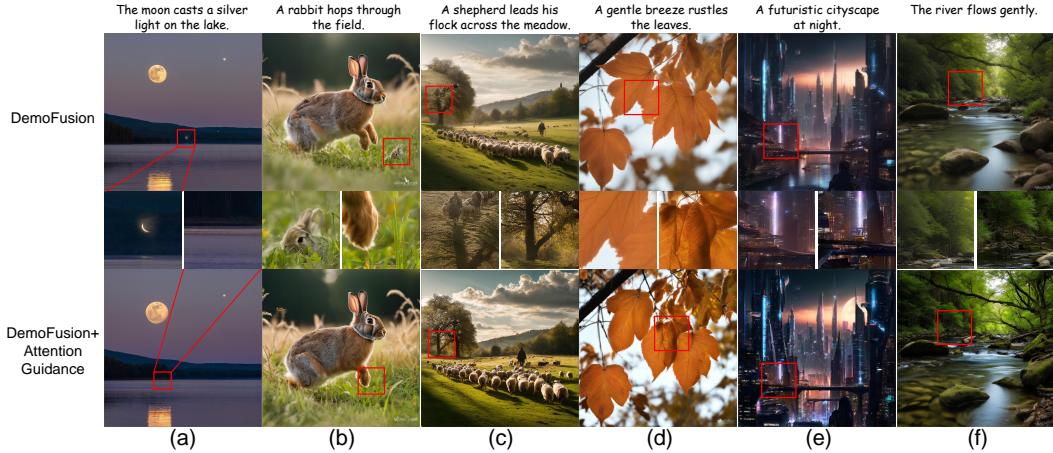 The moon casts a silver
light on the lake.
A rabbit hops through
the field.
A shepherd leads his
flock across the meadow.
A gentle breeze rustles
the leaves.
A futuristic cityscape
at night.
The river flows gently.
DemoFusion
DemoFusion+
Attention
Guidance
(a)
(b)
(c)
(d)
(e)
(f)